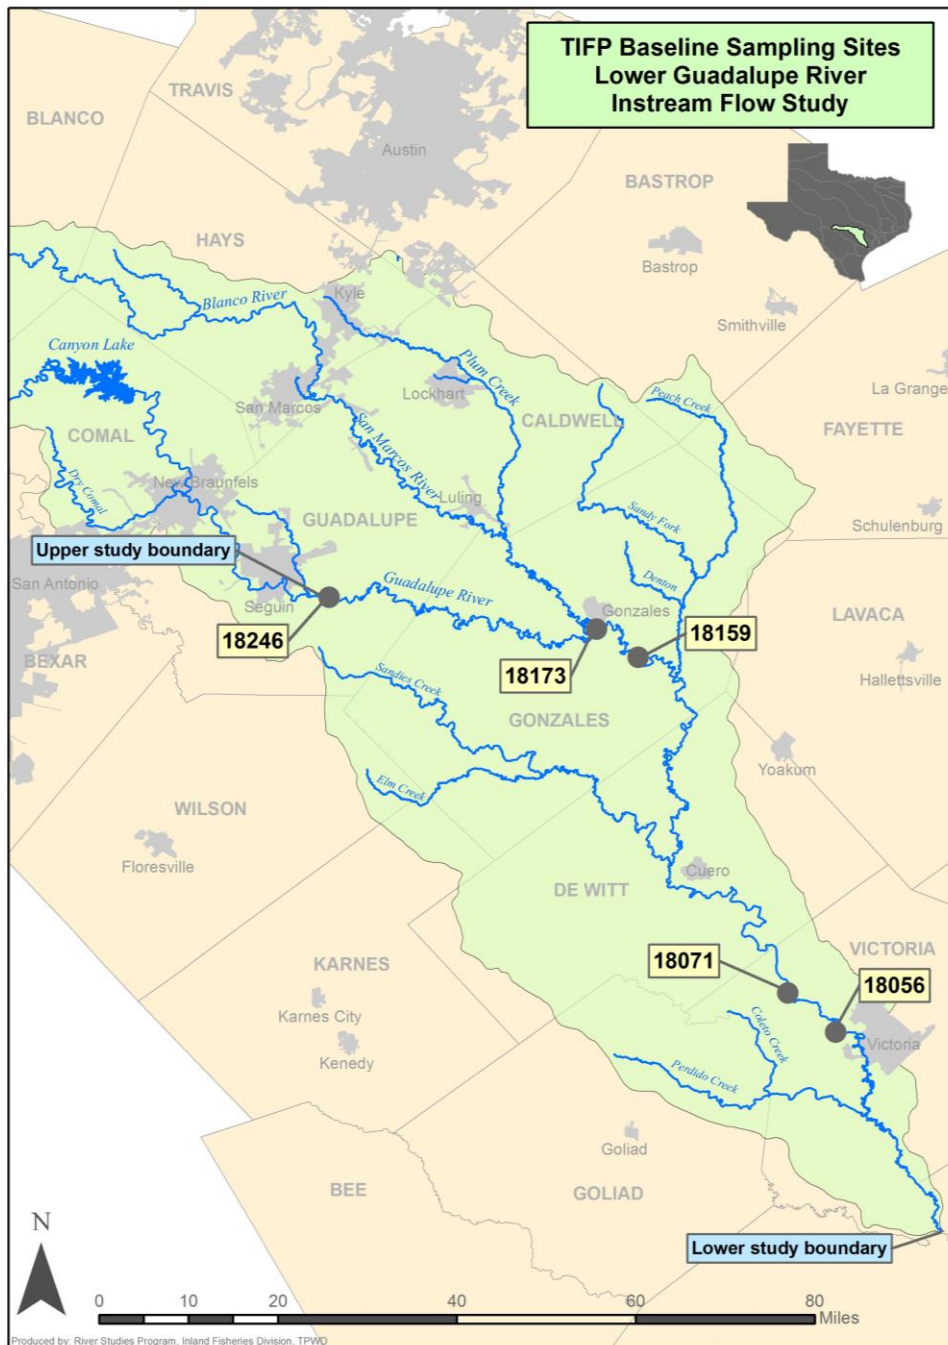 TIFP Baseline Sampling Sites
Lower Guadalupe River
Instream Flow Study
TRAVIS
BLANCO
Austin
BASTROP
HAYS
Bastrop
Kyle
Blanco River
Smithville
Canyon Lake
Plum Creek
La Grange
San Marcos
Lockhart
Peach Creek
CALDWELL
COMAL
San Marcos River
FAYETTE
Dry Comal
New Braunfels
Luling
GUADALUPE
Sandy Fork
Schulenburg
Upper study boundary
San Antonio
Guadalupe River
Denton
Seguin
Gonzales
LAVACA
18246
18159
BEXAR
18173
Hallettsville
Sandies Creek
GONZALES
Yoakum
Elm Creek
WILSON
Floresville
Cuero
DE WITT
VICTORIA
18071
KARNES
18056
Karnes City
Coleto Creek
Victoria
Kenedy
Perdido Creek
Goliad
BEE
GOLIAD
N
Lower study boundary
0 10 20 40 60 80
Miles
Produced by: River Studies Program, Inland Fisheries Division, TPWD